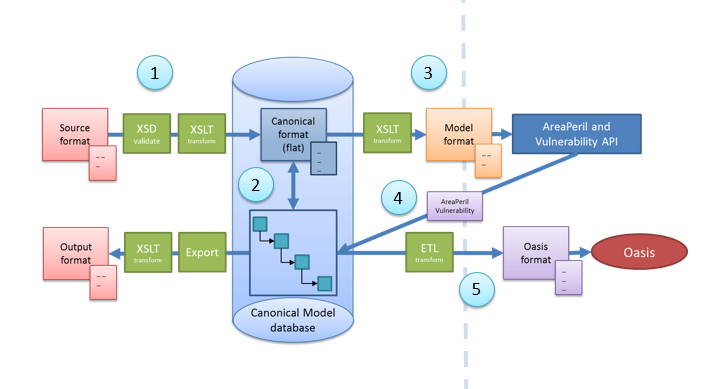 1
3
Source
format
XSD
validate
XSLT
transform
Canonical
format
(flat)
XSLT
transform
Model
format
AreaPeril and
Vulnerability API
2
4
AreaPeril
Vulnerability
Output
format
XSLT
transform
Export
ETL
transform
Oasis
format
Oasis
5
Canonical Model
database